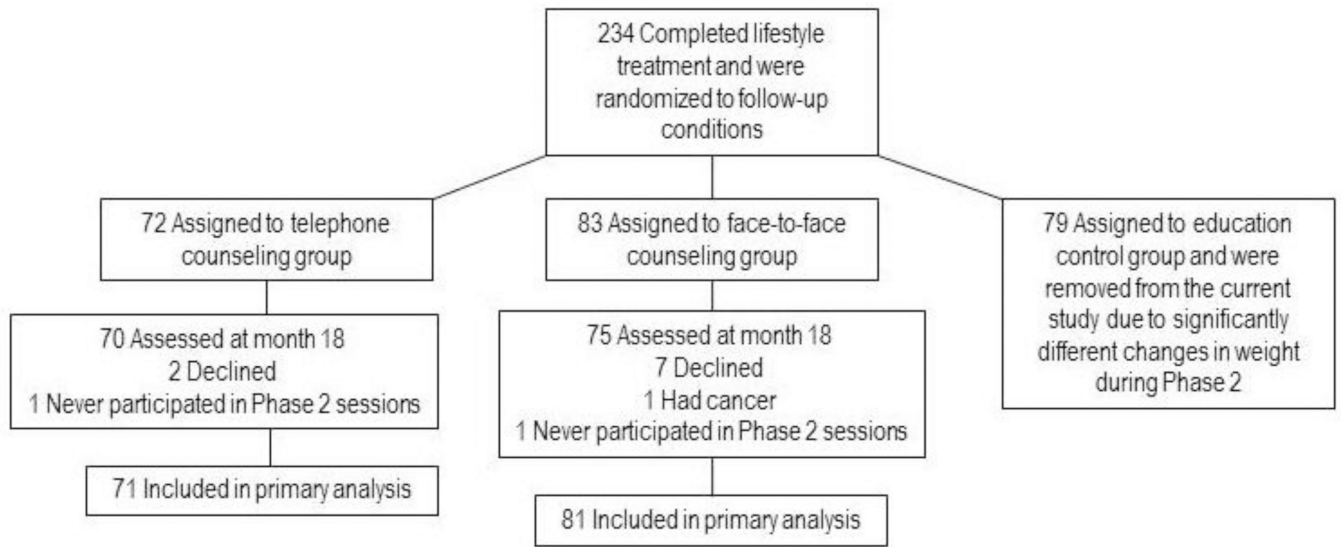 234 Completed lifestyle
treatment and were
randomized to follow-up
conditions
72 Assigned to telephone
counseling group
83 Assigned to face-to-face
counseling group
79 Assigned to education
control group and were
removed from the current
study due to significantly
different changes in weight
during Phase 2
70 Assessed at month 18
2 Declined
1 Never participated in Phase 2 sessions
75 Assessed at month 18
7 Declined
1 Had cancer
1 Never participated in Phase 2 sessions
71 Included in primary analysis
81 Included in primary analysis